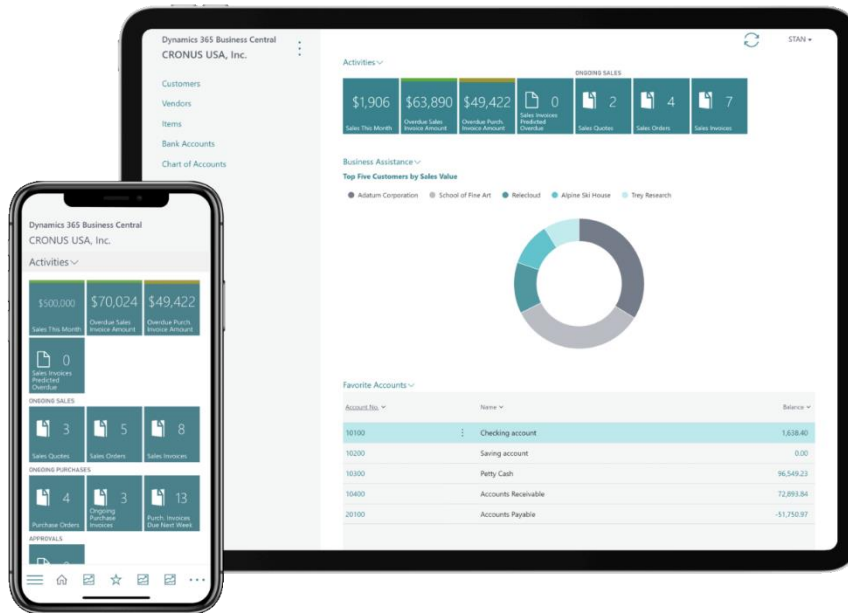 Dynamics 365 Business Central
CRONUS USA, Inc.
STAN
Customers
Vendors
Items
Bank Accounts
Chart of Accounts
Activities
ONGOING SALES
$1,906
Sales This Month
$63,890
Overdue Sales
Invoice Amount
$49,422
Overdue Purch.
Invoice Amount
0
Sales Invoices
Predicted
Overdue
2
Sales Quotes
4
Sales Orders
7
Sales Invoices
Business Assistance
Top Five Customers by Sales Value
Adatum Corporation School of Fine Art Relecloud Alpine Ski House Trey Research
Favorite Accounts
Account No. Name Balance
10100 Checking account 1,638.40
10200 Saving account 0.00
10300 Petty Cash 96,549.23
10400 Accounts Receivable 72,893.84
20100 Accounts Payable -51,750.97
Dynamics 365 Business Central
CRONUS USA, Inc.
Activities
$500,000
Sales This Month
$70,024
Overdue Sales
Invoice Amount
$49,422
Overdue Purch.
Invoice Amount
0
Sales Invoices
Predicted
Overdue
ONGOING SALES
3
Sales Quotes
5
Sales Orders
8
Sales Invoices
ONGOING PURCHASES
4
Purchase Orders
3
Ongoing
Purchase
Invoices
13
Purch. Invoices
Due Next Week
APPROVALS